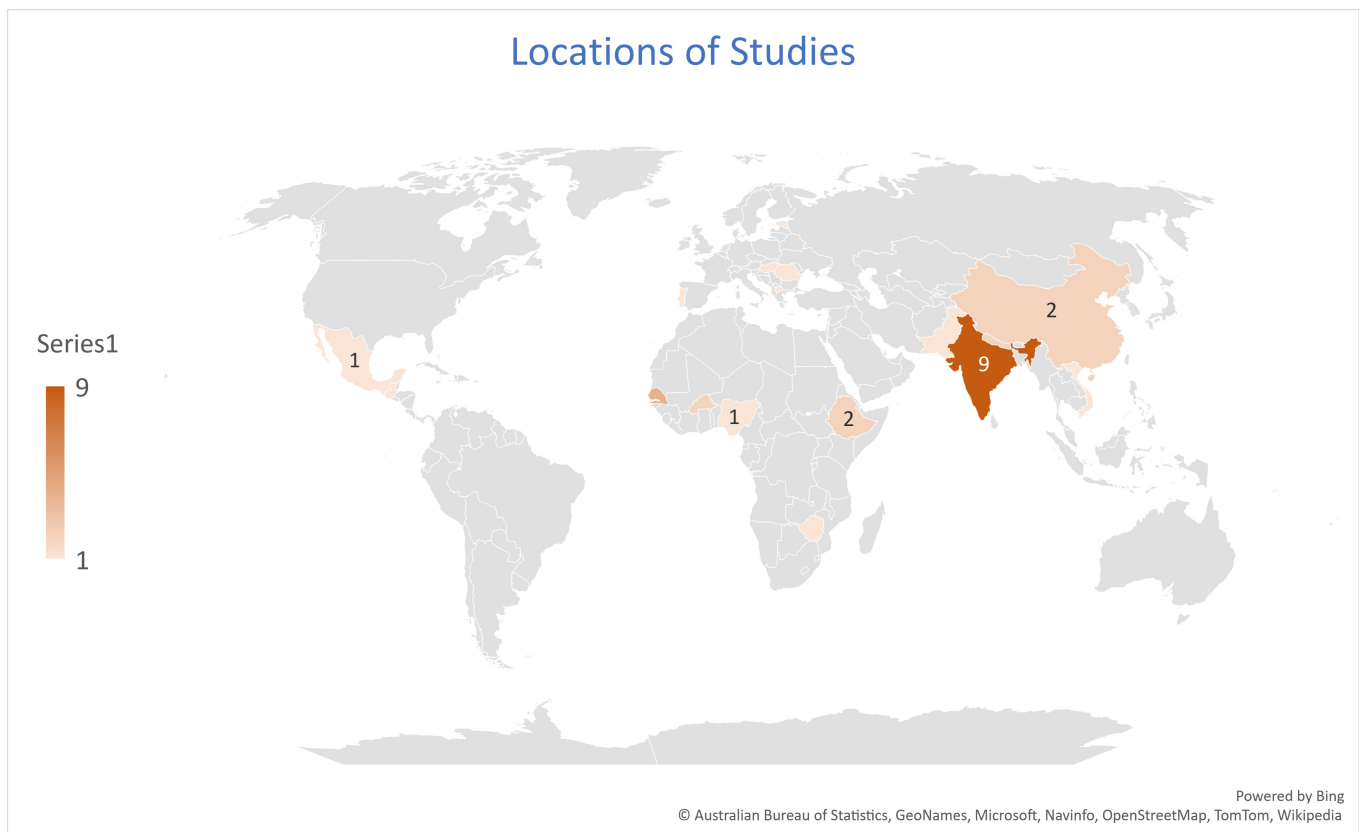 Locations of Studies
Series1
9
1
1
1
2
9
2
Powered by Bing
© Australian Bureau of Statistics, GeoNames, Microsoft, Navinfo, OpenStreetMap, TomTom, Wikipedia